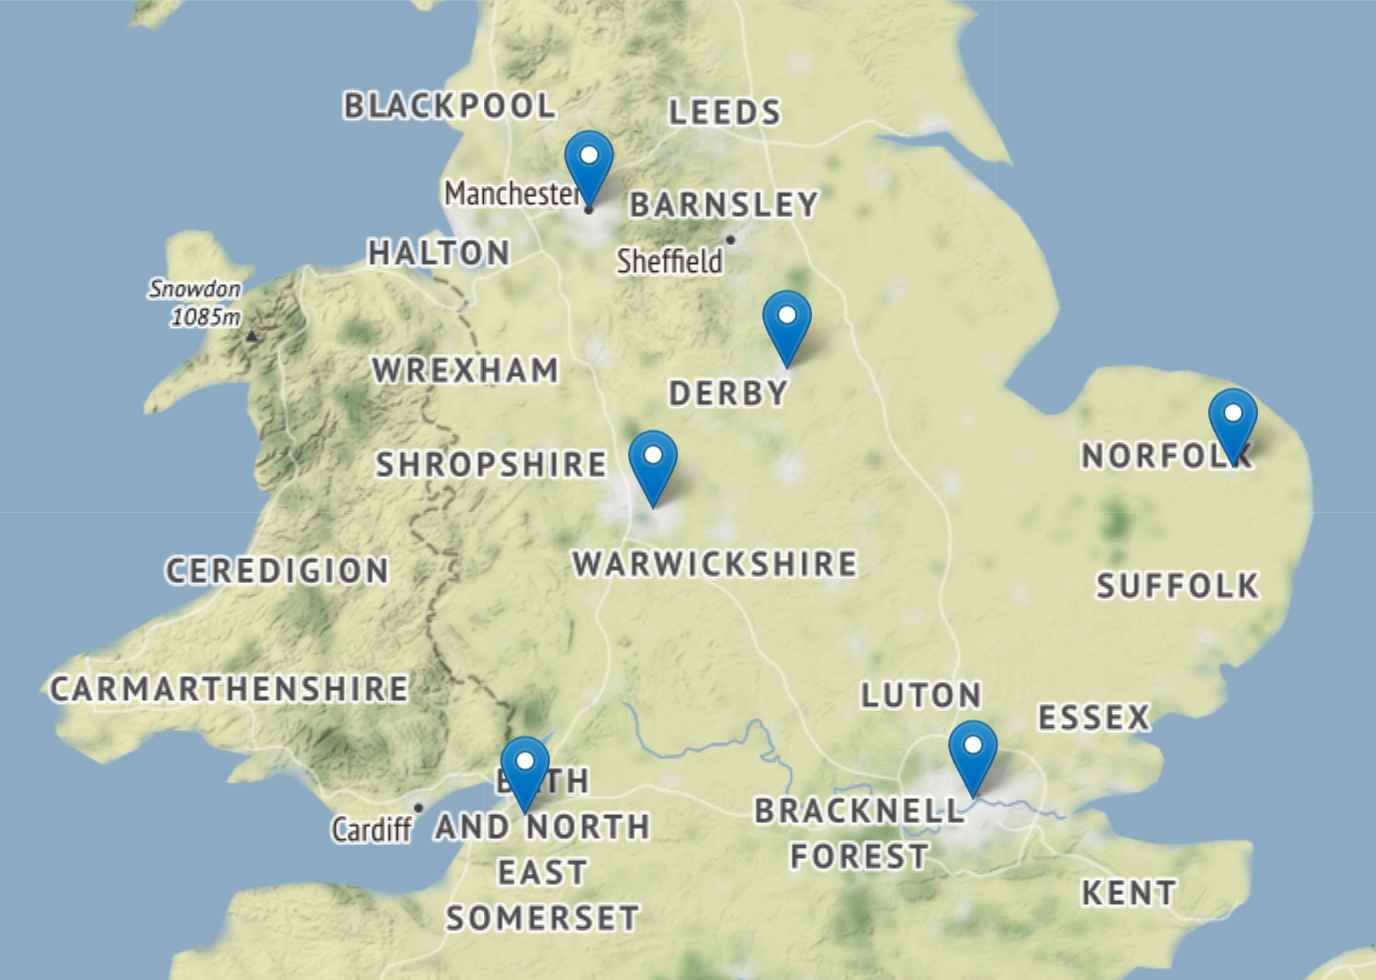 BLACKPOOL
LEEDS
Manchester
BARNSLEY
HALTON
Sheffield
Snowdon
1085m
WREXHAM
DERBY
NORFOLK
SHROPSHIRE
WARWICKSHIRE
CEREDIGION
SUFFOLK
CARMARTHENSHIRE
LUTON
ESSEX
BATH
AND NORTH
EAST
SOMERSET
Cardiff
BRACKNELL
FOREST
KENT